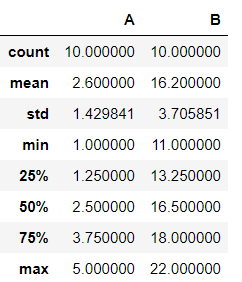 A B
count 10.000000 10.000000
mean 2.600000 16.200000
std 1.429841 3.705851
min 1.000000 11.000000
25% 1.250000 13.250000
50% 2.500000 16.500000
75% 3.750000 18.000000
max 5.000000 22.000000